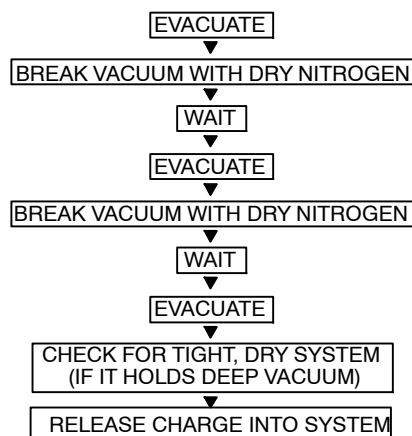 EVACUATE
BREAK VACUUM WITH DRY NITROGEN
WAIT
EVACUATE
BREAK VACUUM WITH DRY NITROGEN
WAIT
EVACUATE
CHECK FOR TIGHT, DRY SYSTEM
(IF IT HOLDS DEEP VACUUM)
RELEASE CHARGE INTO SYSTEM